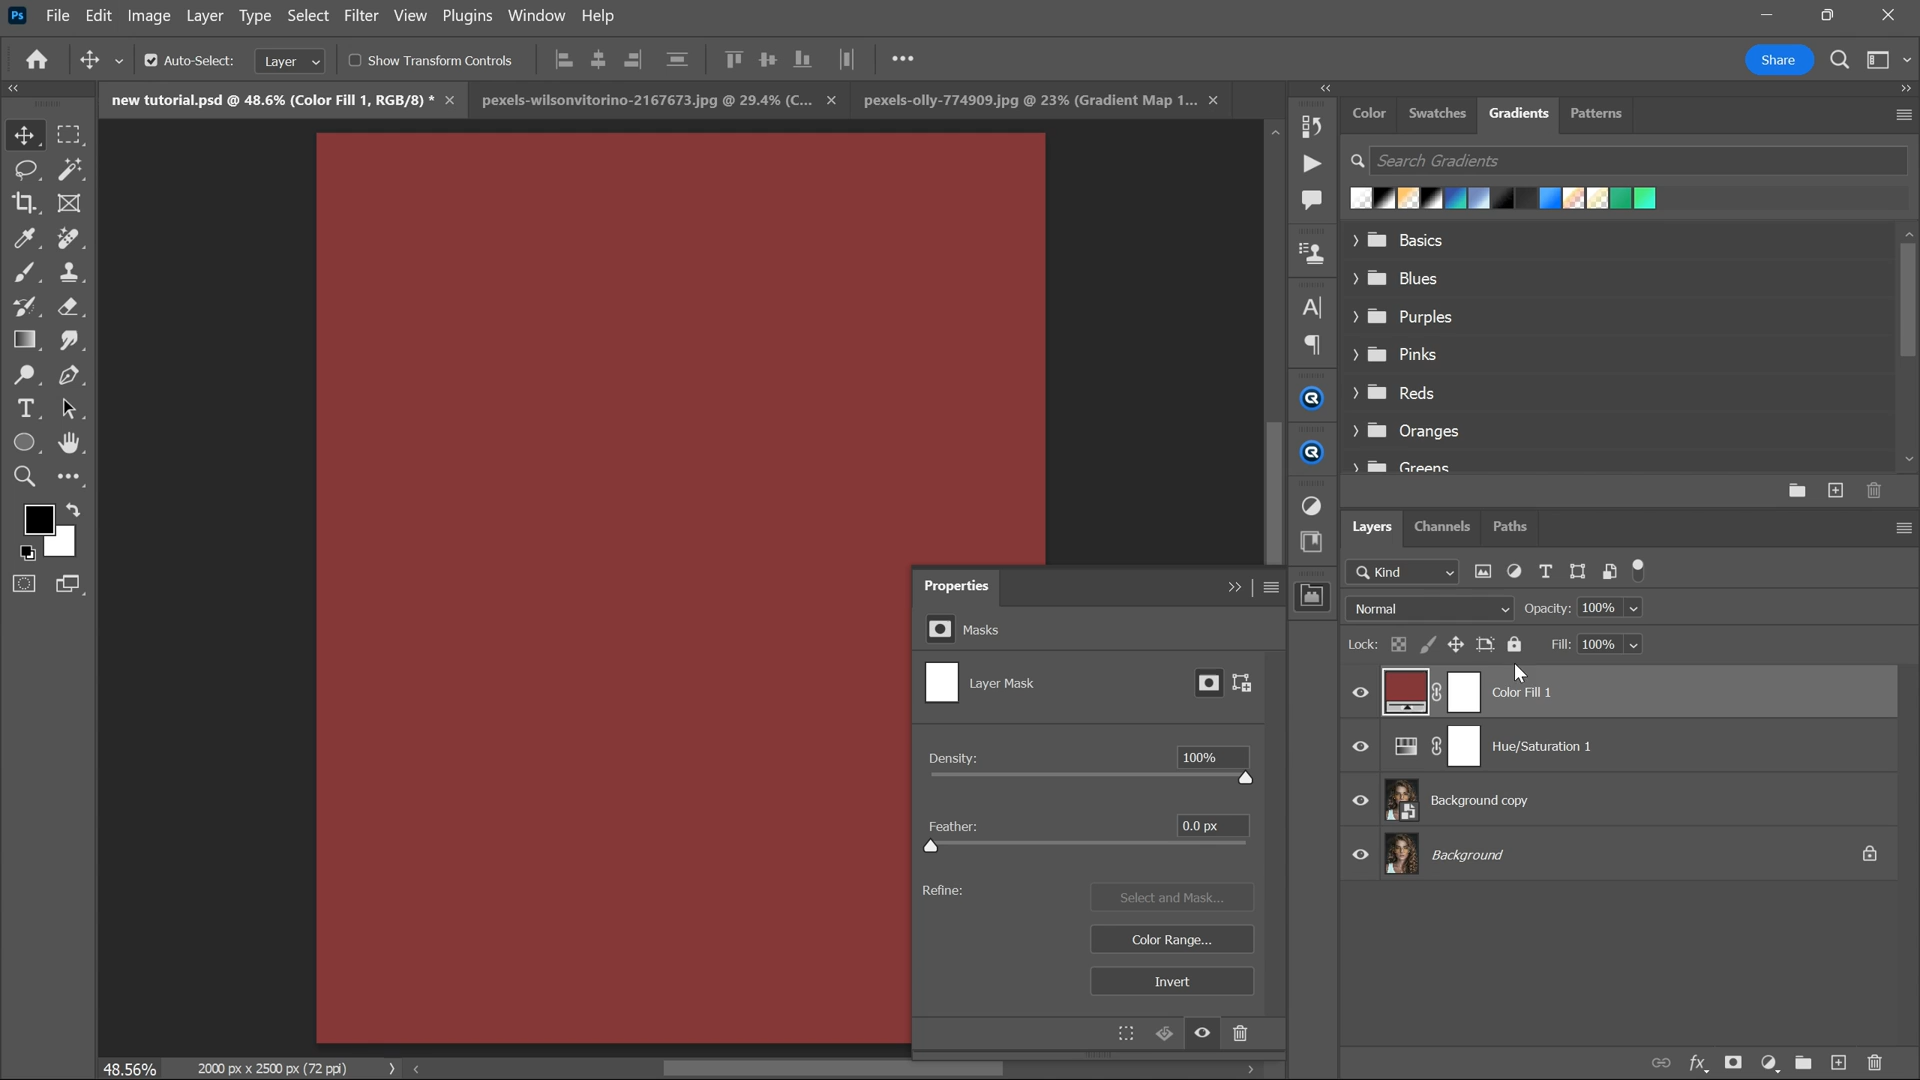 Ps File Edit Image Layer Type Select Filter View Plugins Window Help
Auto-Select: Layer Show Transform Controls Share
new tutorial.psd @ 48.6% (Color Fill 1, RGB/8) * pexels-wilsonvitorino-2167673.jpg @ 29.4% (C... pexels-olly-774909.jpg @ 23% (Gradient Map 1...
Color Swatches Gradients Patterns
Search Gradients
Basics
Blues
Purples
Pinks
Reds
Oranges
Greens
Layers Channels Paths
Kind
Normal Opacity: 100%
Lock: Fill: 100%
Color Fill 1
Hue/Saturation 1
Background copy
Background
Properties
Masks
Layer Mask
Density: 100%
Feather: 0.0 px
Refine: Select and Mask...
Color Range...
Invert
48.56% 2000 px x 2500 px (72 ppi)